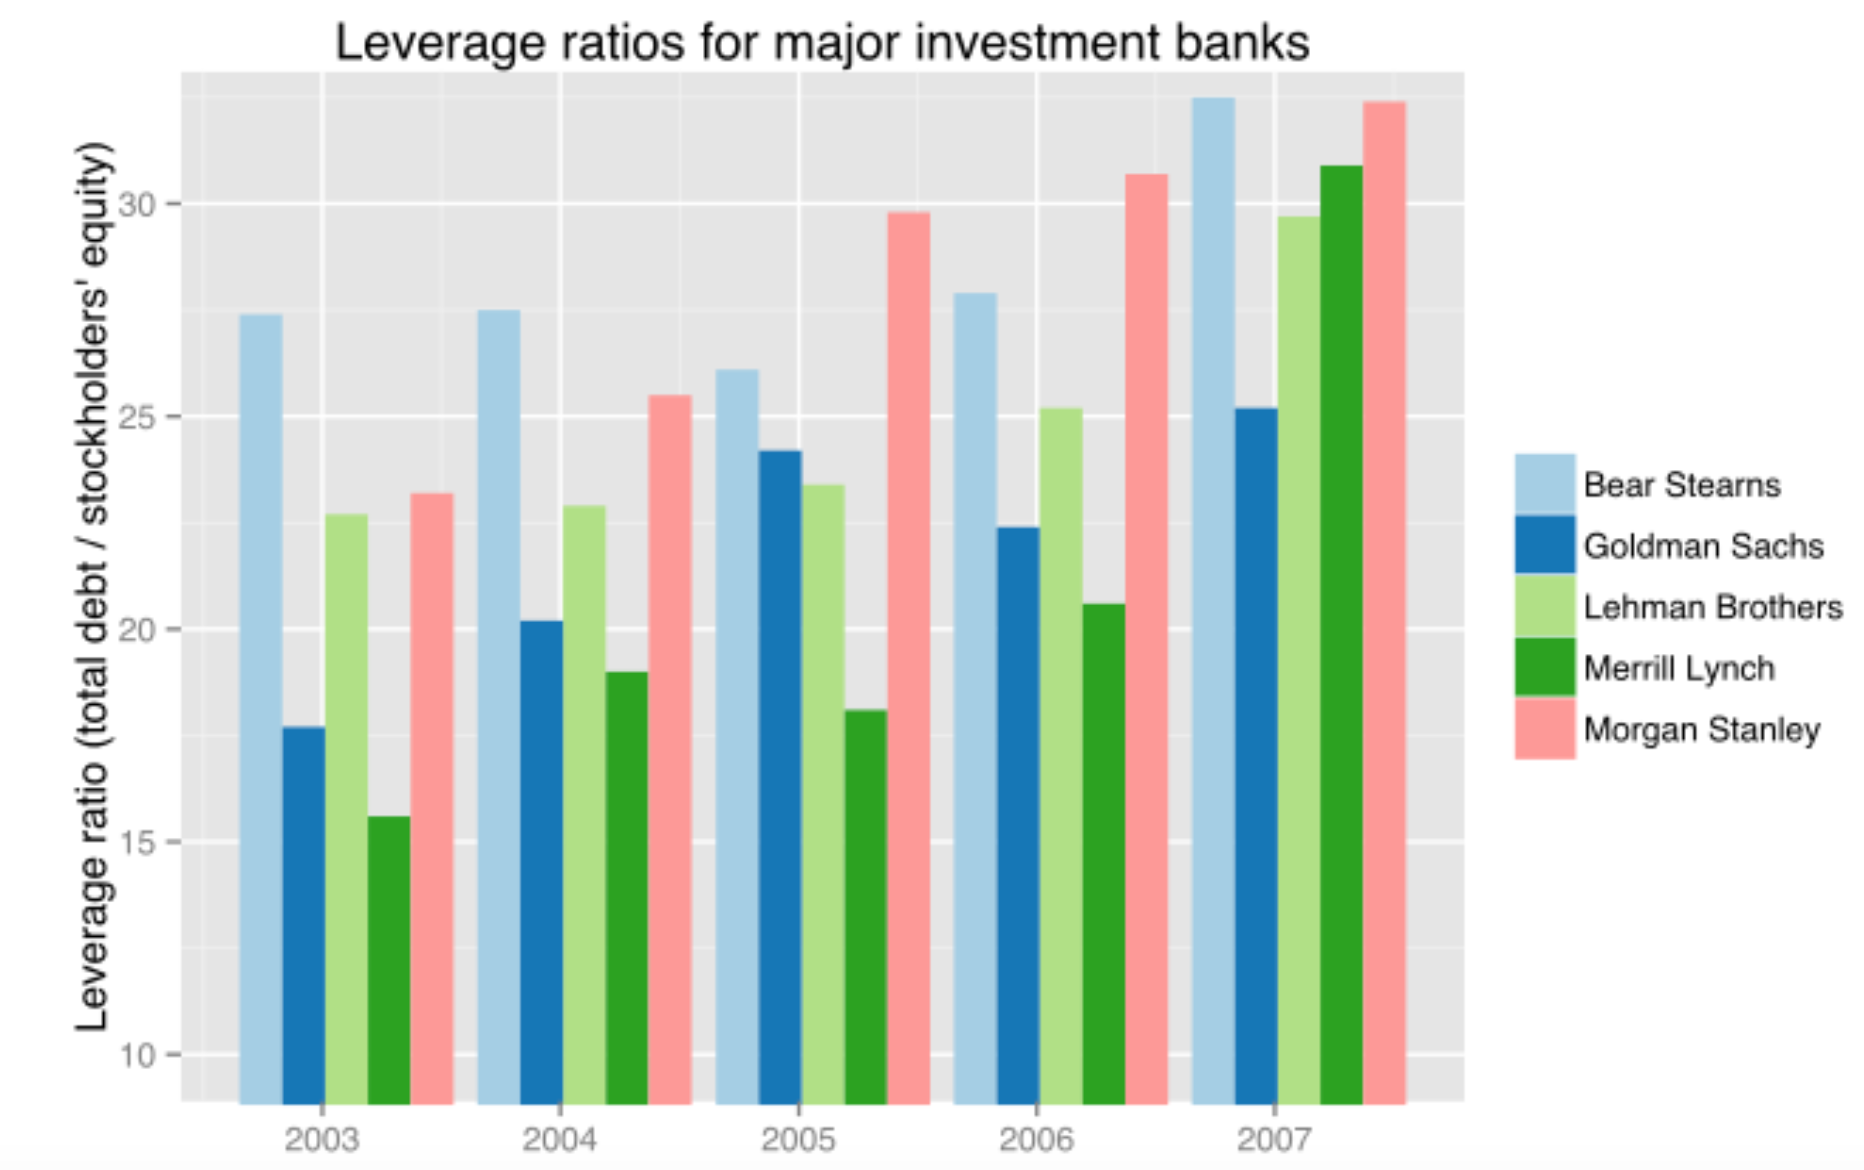 Leverage ratios for major investment banks
Leverage ratio (total debt / stockholders' equity)
30
25
20
15
10
2003 2004 2005 2006 2007
Bear Stearns
Goldman Sachs
Lehman Brothers
Merrill Lynch
Morgan Stanley